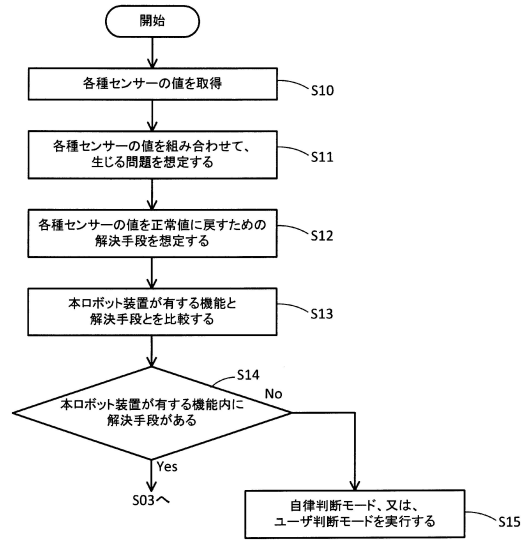 開始
各種センサーの値を取得
S10
各種センサーの値を組み合わせて、
生じる問題を想定する
S11
各種センサーの値を正常値に戻すための
解決手段を想定する
S12
本ロボット装置が有する機能と
解決手段とを比較する
S13
S14
本ロボット装置が有する機能内に
解決手段がある
No
Yes
S03へ
自律判断モード、又は、
ユーザ判断モードを実行する
S15